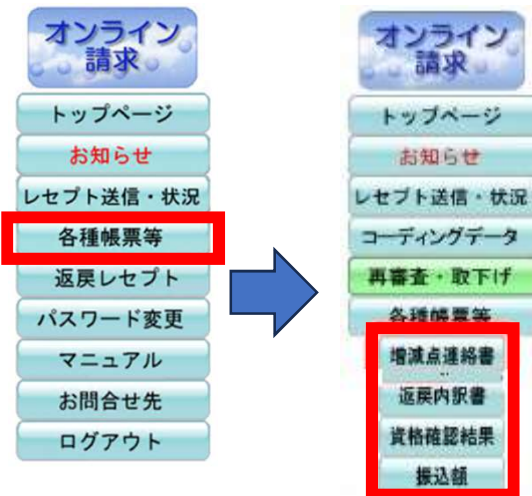 オンライン
請求
トップページ
お知らせ
レセプト送信・状況
各種帳票等
返戻レセプト
パスワード変更
マニュアル
お問合せ先
ログアウト
オンライン
請求
トップページ
お知らせ
レセプト送信・状況
コーディングデータ
再審査・取下げ
各種帳票等
増減点連絡書
返戻内訳書
資格確認結果
振込額